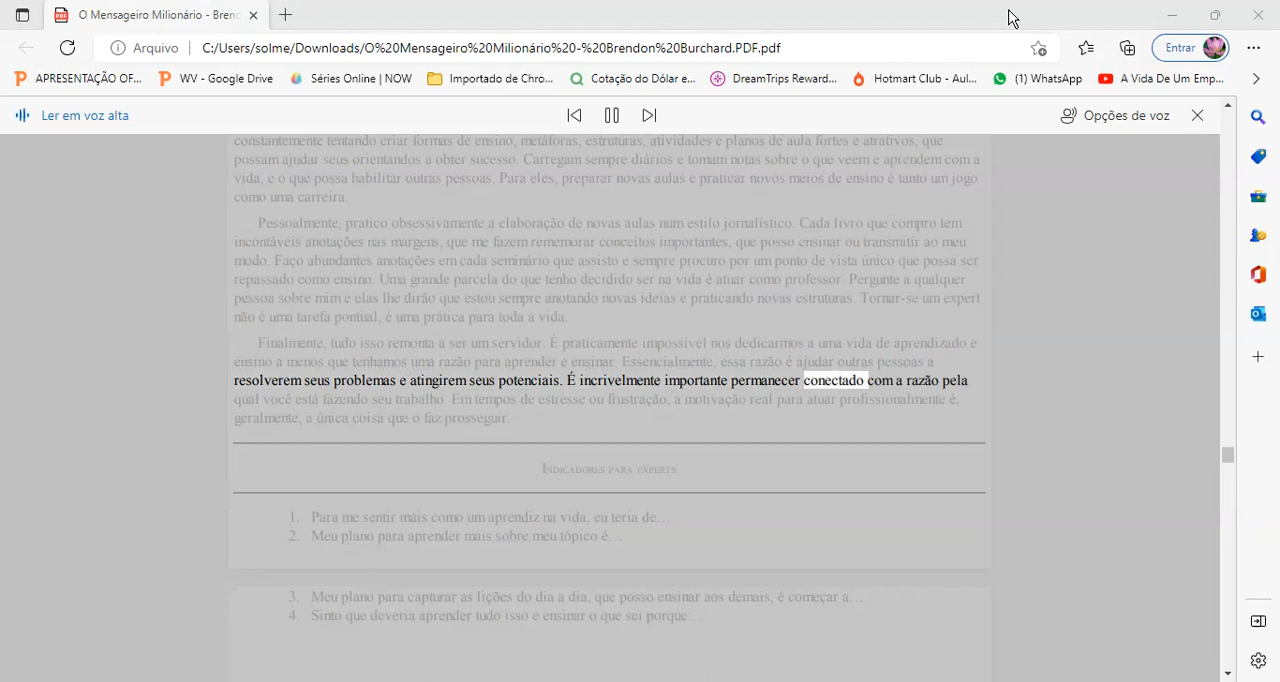 O Mensageiro Milionário - Brend
Arquivo
C:/Users/solme/Downloads/O%20Mensageiro%20Milionário%20-%20Brendon%20Burchard.PDF.pdf
Entrar
APRESENTAÇÃO OF...
WV - Google Drive
Séries Online | NOW
Importado de Chro...
Cotação do Dólar e...
DreamTrips Reward...
Hotmart Club - Aul...
(1) WhatsApp
A Vida De Um Emp...
Ler em voz alta
Opções de voz
constantemente tentando criar formas de ensino, metáforas, estruturas, atividades e planos de aula fortes e atrativos, que
possam ajudar seus orientandos a obter sucesso. Carregam sempre diários e tomam notas sobre o que veem e aprendem com a
vida, e o que possa habilitar outras pessoas. Para eles, preparar novas aulas e praticar novos meios de ensino é tanto um jogo
como uma carreira.
Pessoalmente, pratico obsessivamente a elaboração de novas aulas num estilo jornalístico. Cada livro que compro tem
incontáveis anotações nas margens, que me fazem rememorar conceitos importantes, que posso ensinar ou transmitir ao meu
modo. Faço abundantes anotações em cada seminário que assisto e sempre procuro por um ponto de vista único que possa ser
repassado como ensino. Uma grande parcela do que tenho decidido ser na vida é atuar como professor. Pergunte a qualquer
pessoa sobre mim e elas lhe dirão que estou sempre anotando novas ideias e praticando novas estruturas. Tornar-se um expert
não é uma tarefa pontual, é uma prática para toda a vida.
Finalmente, tudo isso remonta a ser um servidor. É praticamente impossível nos dedicarmos a uma vida de aprendizado e
ensino a menos que tenhamos uma razão para aprender e ensinar. Essencialmente, essa razão é ajudar outras pessoas a
resolverem seus problemas e atingirem seus potenciais. É incrivelmente importante permanecer conectado com a razão pela
qual você está fazendo seu trabalho. Em tempos de estresse ou frustração, a motivação real para atuar profissionalmente é,
geralmente, a única coisa que o faz prosseguir.
INDICADORES PARA EXPERTS
1. Para me sentir mais como um aprendiz na vida, eu teria de...
2. Meu plano para aprender mais sobre meu tópico é...
3. Meu plano para capturar as lições do dia a dia, que posso ensinar aos demais, é começar a...
4. Sinto que deveria aprender tudo isso e ensinar o que sei porque...